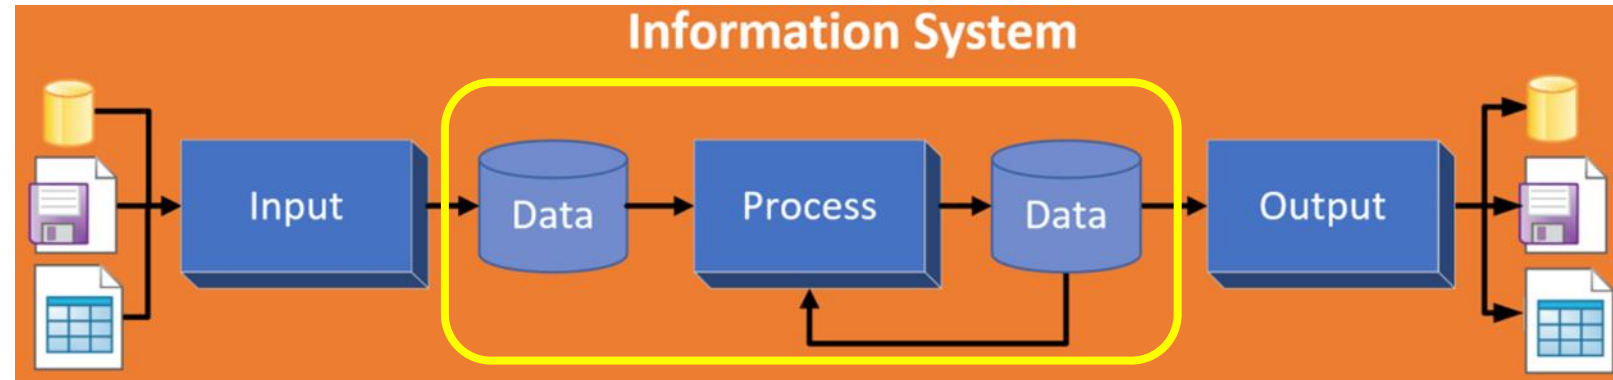 Information System
Input
Data
Process
Data
Output